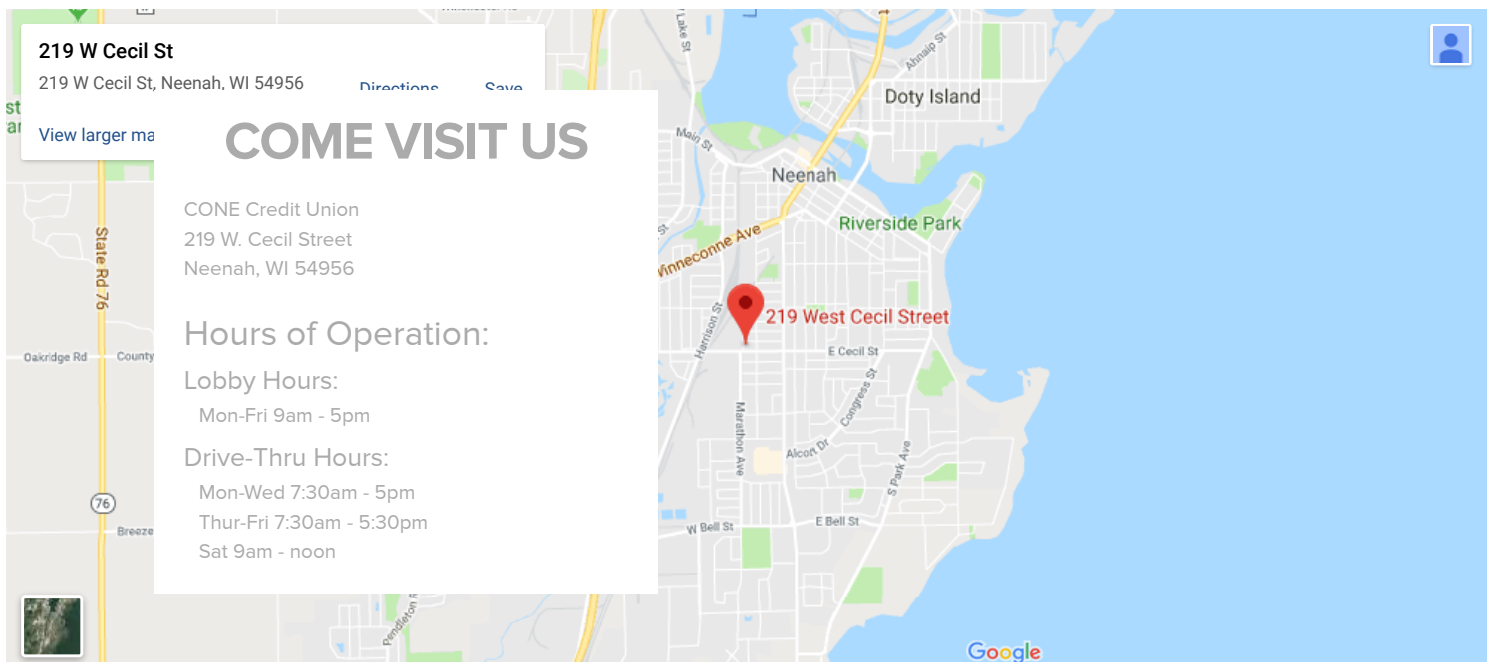 219 W Cecil St
219 W Cecil St, Neenah, WI 54956
Directions
Save
View larger ma
COME VISIT US
CONE Credit Union
219 W. Cecil Street
Neenah, WI 54956
Hours of Operation:
Lobby Hours:
Mon-Fri 9am - 5pm
Drive-Thru Hours:
Mon-Wed 7:30am - 5pm
Thur-Fri 7:30am - 5:30pm
Sat 9am - noon
State Rd 76
Oakridge Rd
County
76
Breeze
Lake St
Ahnaip St
Doty Island
Main St
Neenah
Riverside Park
Winneconne Ave
St
Harrison St
219 West Cecil Street
E Cecil St
Congress St
Marathon Ave
Alcott Dr
S Park Ave
W Bell St
E Bell St
Pendleton R
Google